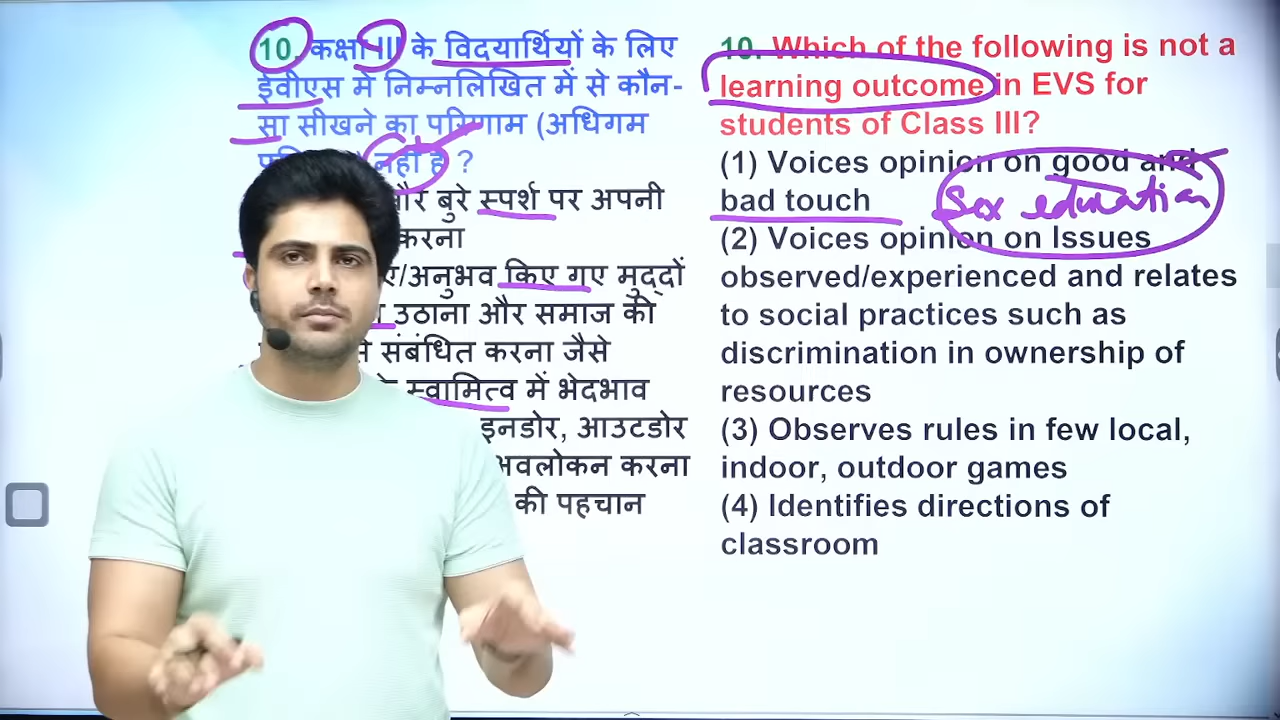 10. कक्षा III के विदयार्थियों के लिए
ईवीएस में निम्नलिखित में से कौन-
सा सीखने का परिणाम (अधिगम
नहीं है ?
और बुरे स्पर्श पर अपनी
करना
किए गए मुद्दों
उठाना और समाज की
संबंधित करना जैसे
स्वामित्व में भेदभाव
इनडोर, आउटडोर
अवलोकन करना
की पहचान
10. Which of the following is not a
learning outcome in EVS for
students of Class III?
(1) Voices opinion on good and
bad touch
Sex education
(2) Voices opinion on Issues
observed/experienced and relates
to social practices such as
discrimination in ownership of
resources
(3) Observes rules in few local,
indoor, outdoor games
(4) Identifies directions of
classroom